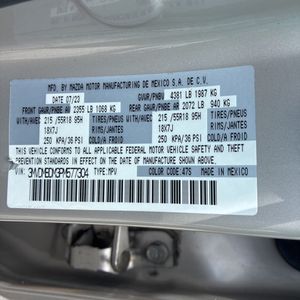 MFD. BY MAZDA MOTOR MANUFACTURING DE MEXICO S.A. DE C.V.
DATE 07/23 GVWR/PNBV 4381 LB 1987 KG
FRONT GAWR/PNBE AV 2355 LB 1068 KG REAR GAWR/PNBE AR 2072 LB 940 KG
WITH/AVEC 215 /55R18 95H TIRES/PNEUS WITH/AVEC 215 /55R18 95H TIRES/PNEUS
18X7J RIMS/JANTES 18X7J RIMS/JANTES
250 KPA/36 PSI COLD/A FROID 250 KPA/36 PSI COLD/A FROID
THIS VEHICLE CONFORMS TO ALL APPLICABLE FEDERAL MOTOR VEHICLE SAFETY, BUMPER,
AND THEFT PREVENTION STANDARDS IN EFFECT ON THE DATE OF MANUFACTURE SHOWN ABOVE.
VIN: TYPE:MPV COLOR CODE:47S MADE IN MEXICO